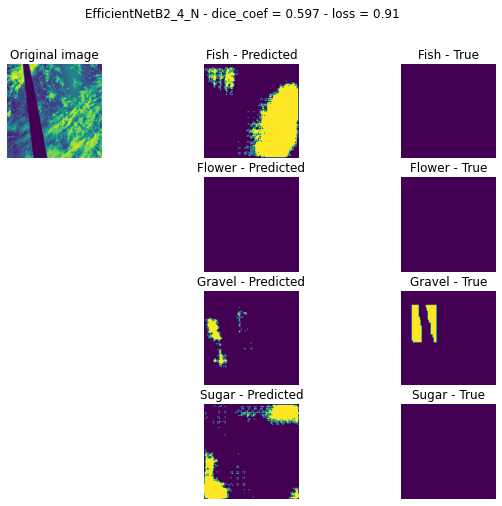 EfficientNetB2_4_N - dice_coef = 0.597 - loss = 0.91
Original image
Fish - Predicted
Fish - True
Flower - Predicted
Flower - True
Gravel - Predicted
Gravel - True
Sugar - Predicted
Sugar - True